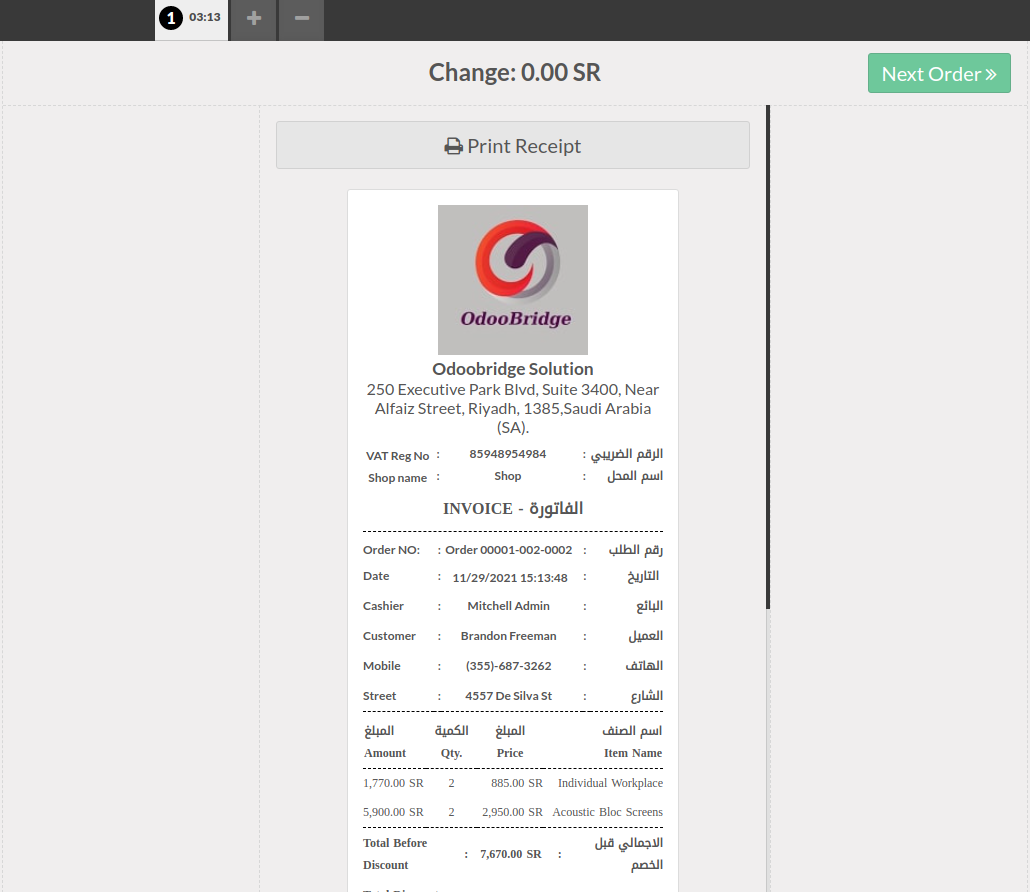 1 03:13
Change: 0.00 SR
Next Order
Print Receipt
OdooBridge
Odoobridge Solution
250 Executive Park Blvd, Suite 3400, Near
Alfaiz Street, Riyadh, 1385,Saudi Arabia
(SA).
VAT Reg No : 85948954984 : الرقم الضريبي
Shop name : Shop : اسم المحل
INVOICE - الفاتورة
Order NO: : Order 00001-002-0002 : رقم الطلب
Date : 11/29/2021 15:13:48 : التاريخ
Cashier : Mitchell Admin : البائع
Customer : Brandon Freeman : العميل
Mobile : (355)-687-3262 : الهاتف
Street : 4557 De Silva St : الشارع
المبلغ الكمية المبلغ اسم الصنف
Amount Qty. Price Item Name
1,770.00 SR 2 885.00 SR Individual Workplace
5,900.00 SR 2 2,950.00 SR Acoustic Bloc Screens
Total Before Discount : 7,670.00 SR : الاجمالي قبل الخصم